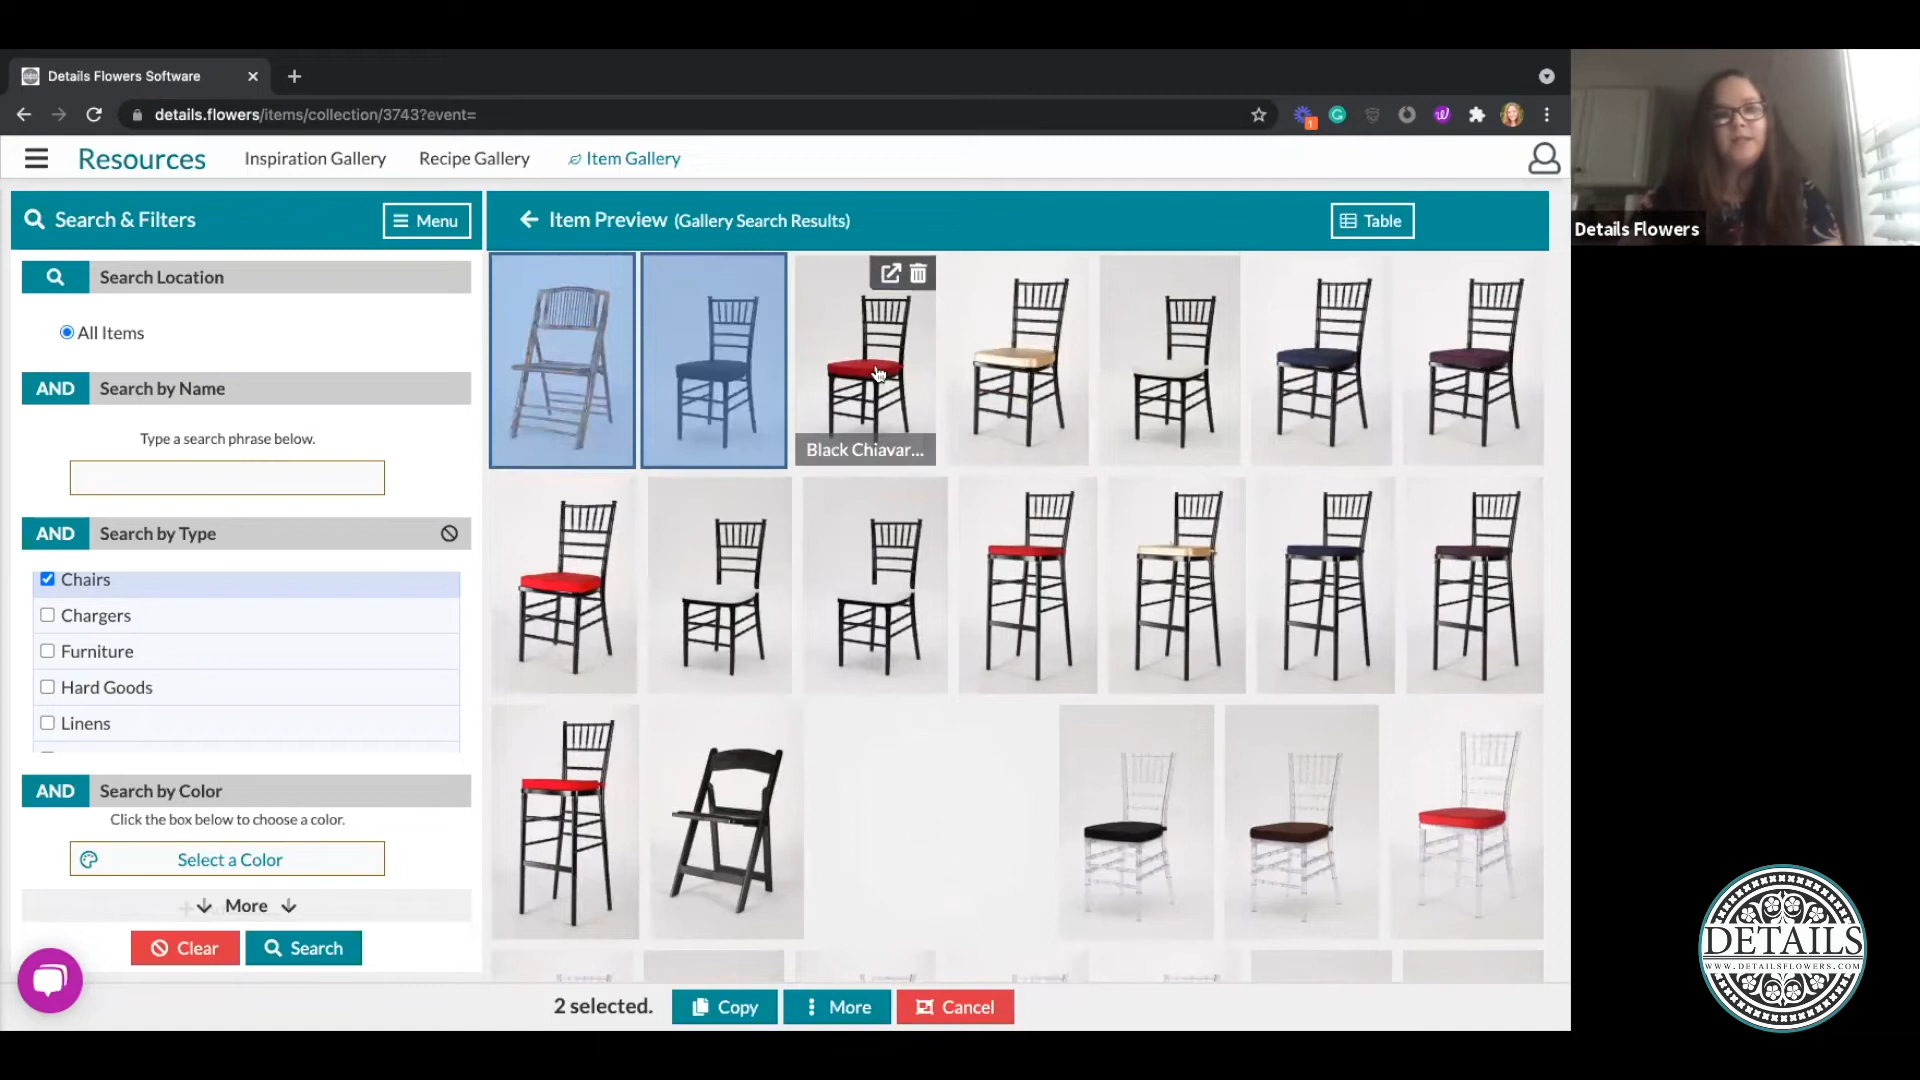 Details Flowers Software
details.flowers/items/collection/3743?event=
1
Resources
Inspiration Gallery
Recipe Gallery
Item Gallery
Search & Filters
Menu
Item Preview (Gallery Search Results)
Table
Search Location
All Items
AND
Search by Name
Type a search phrase below.
AND
Search by Type
Chairs
Chargers
Furniture
Hard Goods
Linens
AND
Search by Color
Click the box below to choose a color.
Select a Color
More
Clear
Search
Black Chiavar...
2 selected.
Copy
More
Cancel
Details Flowers
DETAILS
WWW.DETAILSFLOWERS.COM